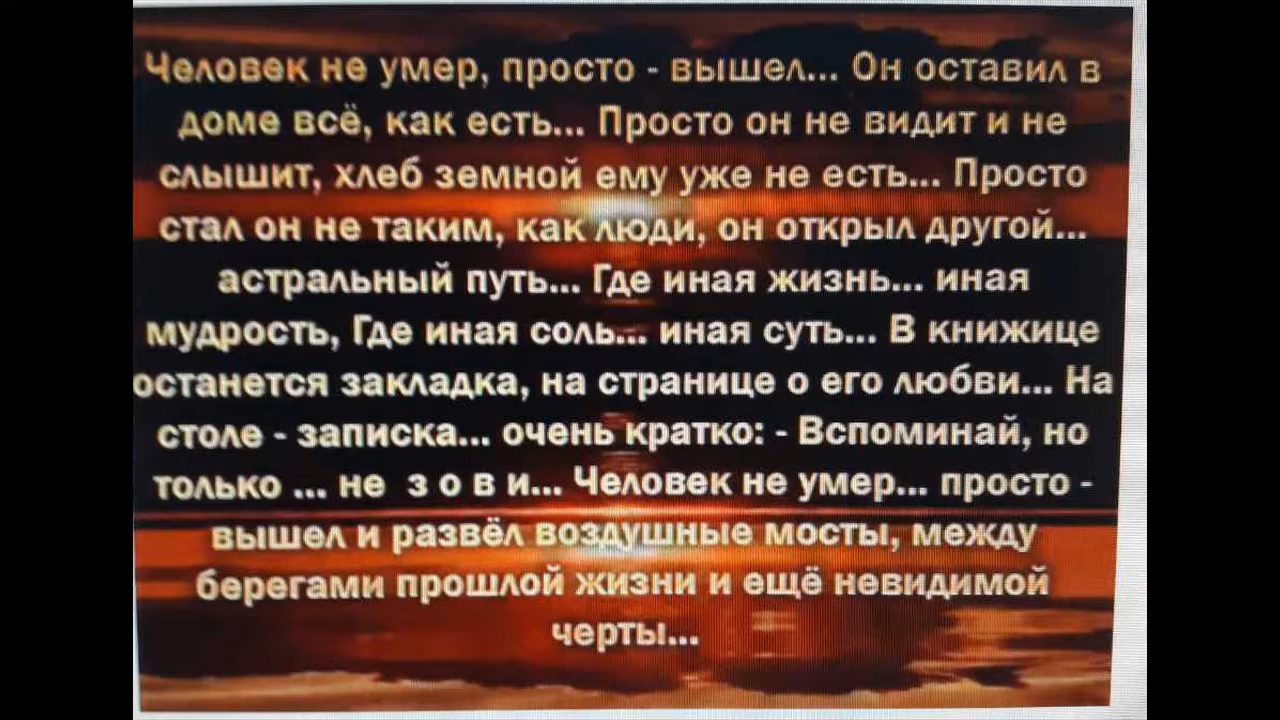 Человек не умер, просто - вышел... Он оставил в
доме всё, как есть... Просто он не видит и не
слышит, хлеб земной ему уже не есть... Просто
стал он не таким, как люди, он открыл другой...
астральный путь... Где иная жизнь... иная
мудрость, Где иная соль... иная суть... В книжице
останется закладка, на странице о его любви... На
столе - записка... очень кратко: - Вспоминай, но
только ... не з о в и... Человек не умер... просто -
вышел и развёл воздушные мосты, между
берегами прошлой жизни и ещё невидимой
черты...